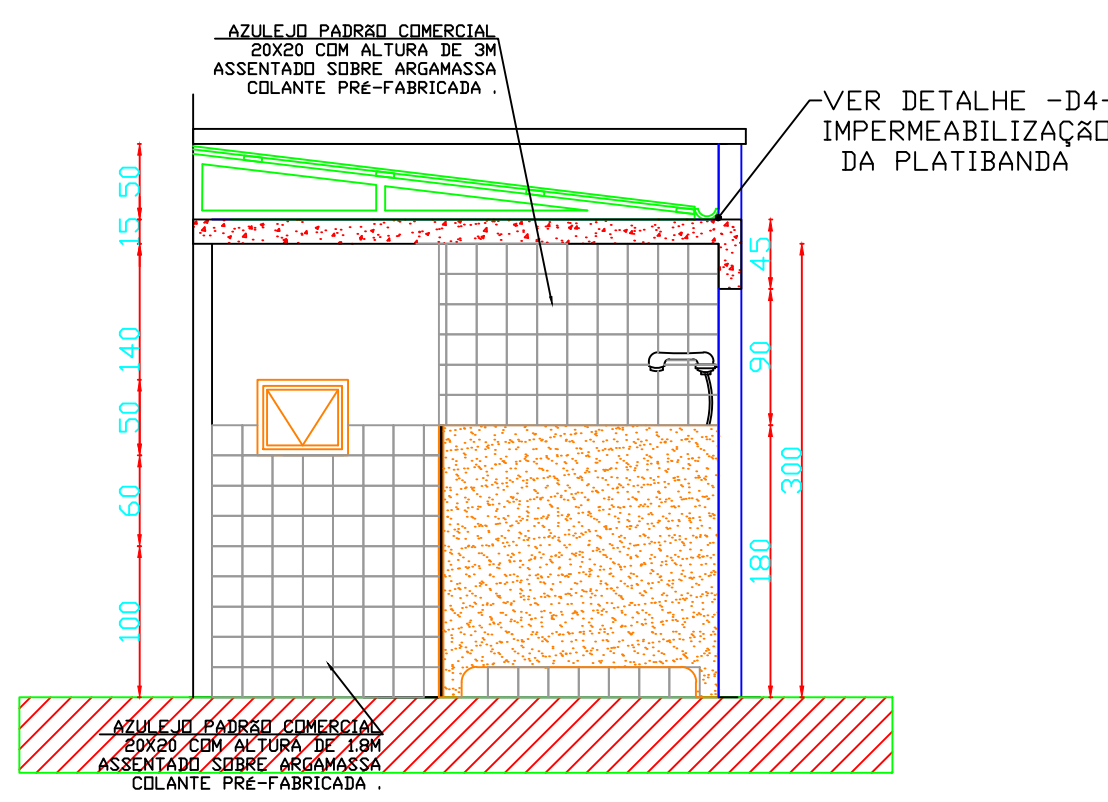 AZULEJO PADRÃO COMERCIAL
20X20 COM ALTURA DE 3M
ASSENTADO SOBRE ARGAMASSA
COLANTE PRé-FABRICADA .
VER DETALHE -D4-
IMPERMEABILIZAÇÃO
DA PLATIBANDA
50
15
140
50
60
100
45
90
180
300
AZULEJO PADRÃO COMERCIAL
20X20 COM ALTURA DE 1.8M
ASSENTADO SOBRE ARGAMASSA
COLANTE PRé-FABRICADA .